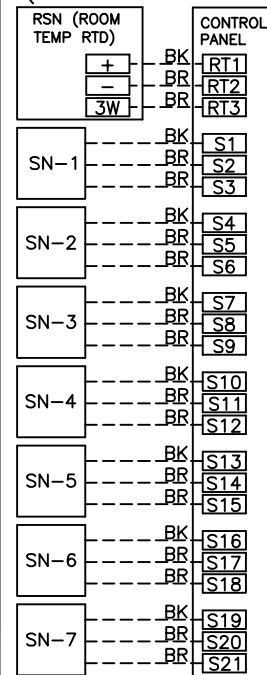 RSN (ROOM
TEMP RTD)
CONTROL
PANEL
+ BK RT1
− BR RT2
3W BR RT3
SN−1
BK S1
BR S2
BR S3
SN−2
BK S4
BR S5
BR S6
SN−3
BK S7
BR S8
BR S9
SN−4
BK S10
BR S11
BR S12
SN−5
BK S13
BR S14
BR S15
SN−6
BK S16
BR S17
BR S18
SN−7
BK S19
BR S20
BR S21